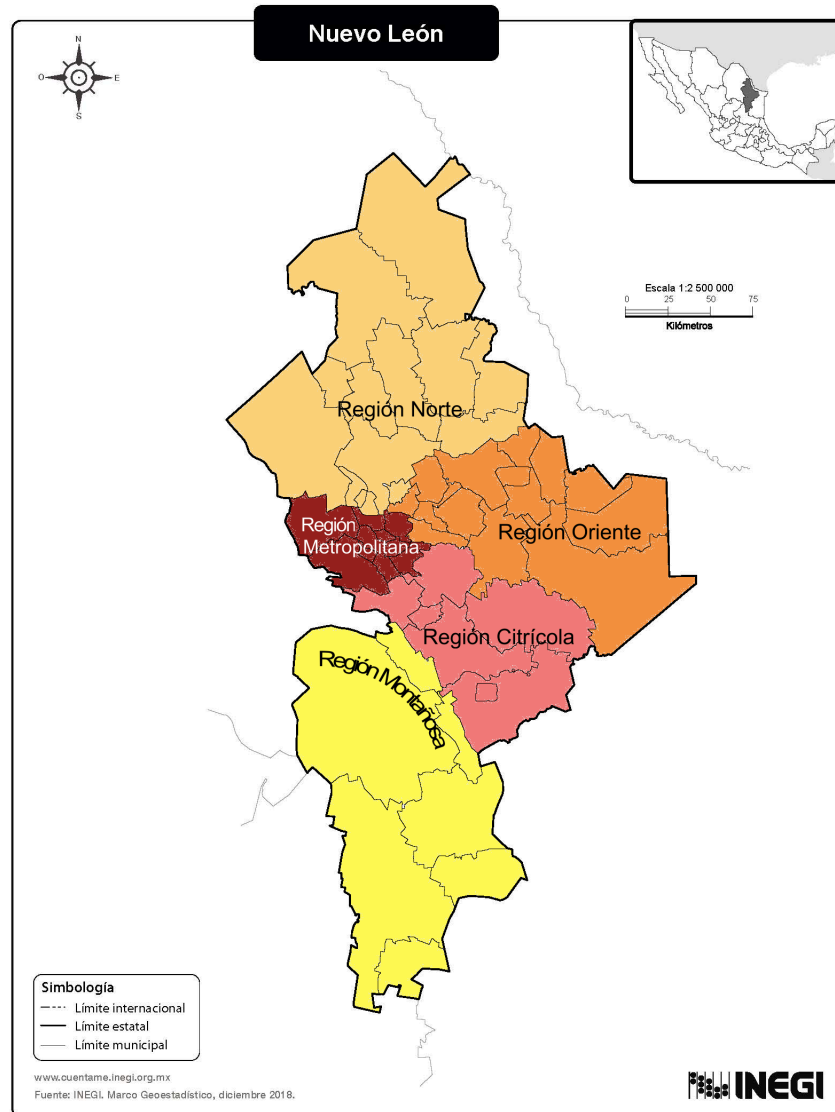 Nuevo León
N
O
E
S
Escala 1:2 500 000
0 25 50 75
Kilómetros
Región Norte
Región
Metropolitana
Región Oriente
Región Citrícola
Región Montañosa
Simbología
Límite internacional
Límite estatal
Límite municipal
www.cuentame.inegi.org.mx
Fuente: INEGI. Marco Geoestadístico, diciembre 2018.
INEGI